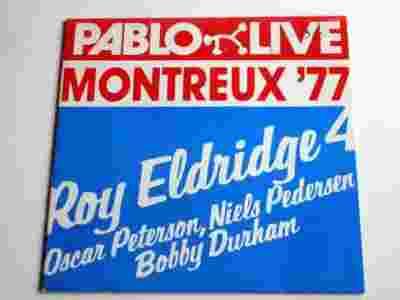 PABLO LIVE
MONTREUX '77
Roy Eldridge 4
Oscar Peterson, Niels Pedersen
Bobby Durham